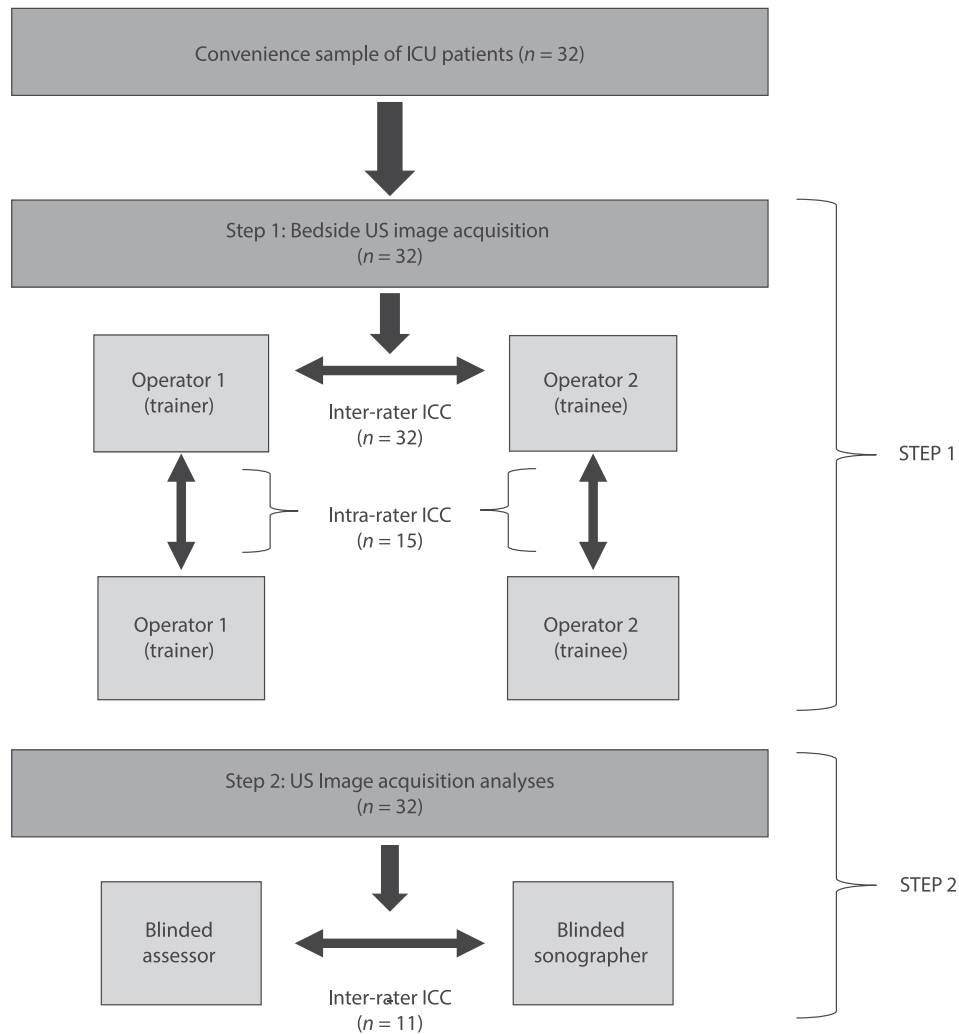 Convenience sample of ICU patients (n = 32)
Step 1: Bedside US image acquisition
(n = 32)
Operator 1
(trainer)
Operator 2
(trainee)
Inter-rater ICC
(n = 32)
STEP 1
Intra-rater ICC
(n = 15)
Operator 1
(trainer)
Operator 2
(trainee)
Step 2: US Image acquisition analyses
(n = 32)
STEP 2
Blinded
assessor
Blinded
sonographer
Inter-rater ICC
(n = 11)